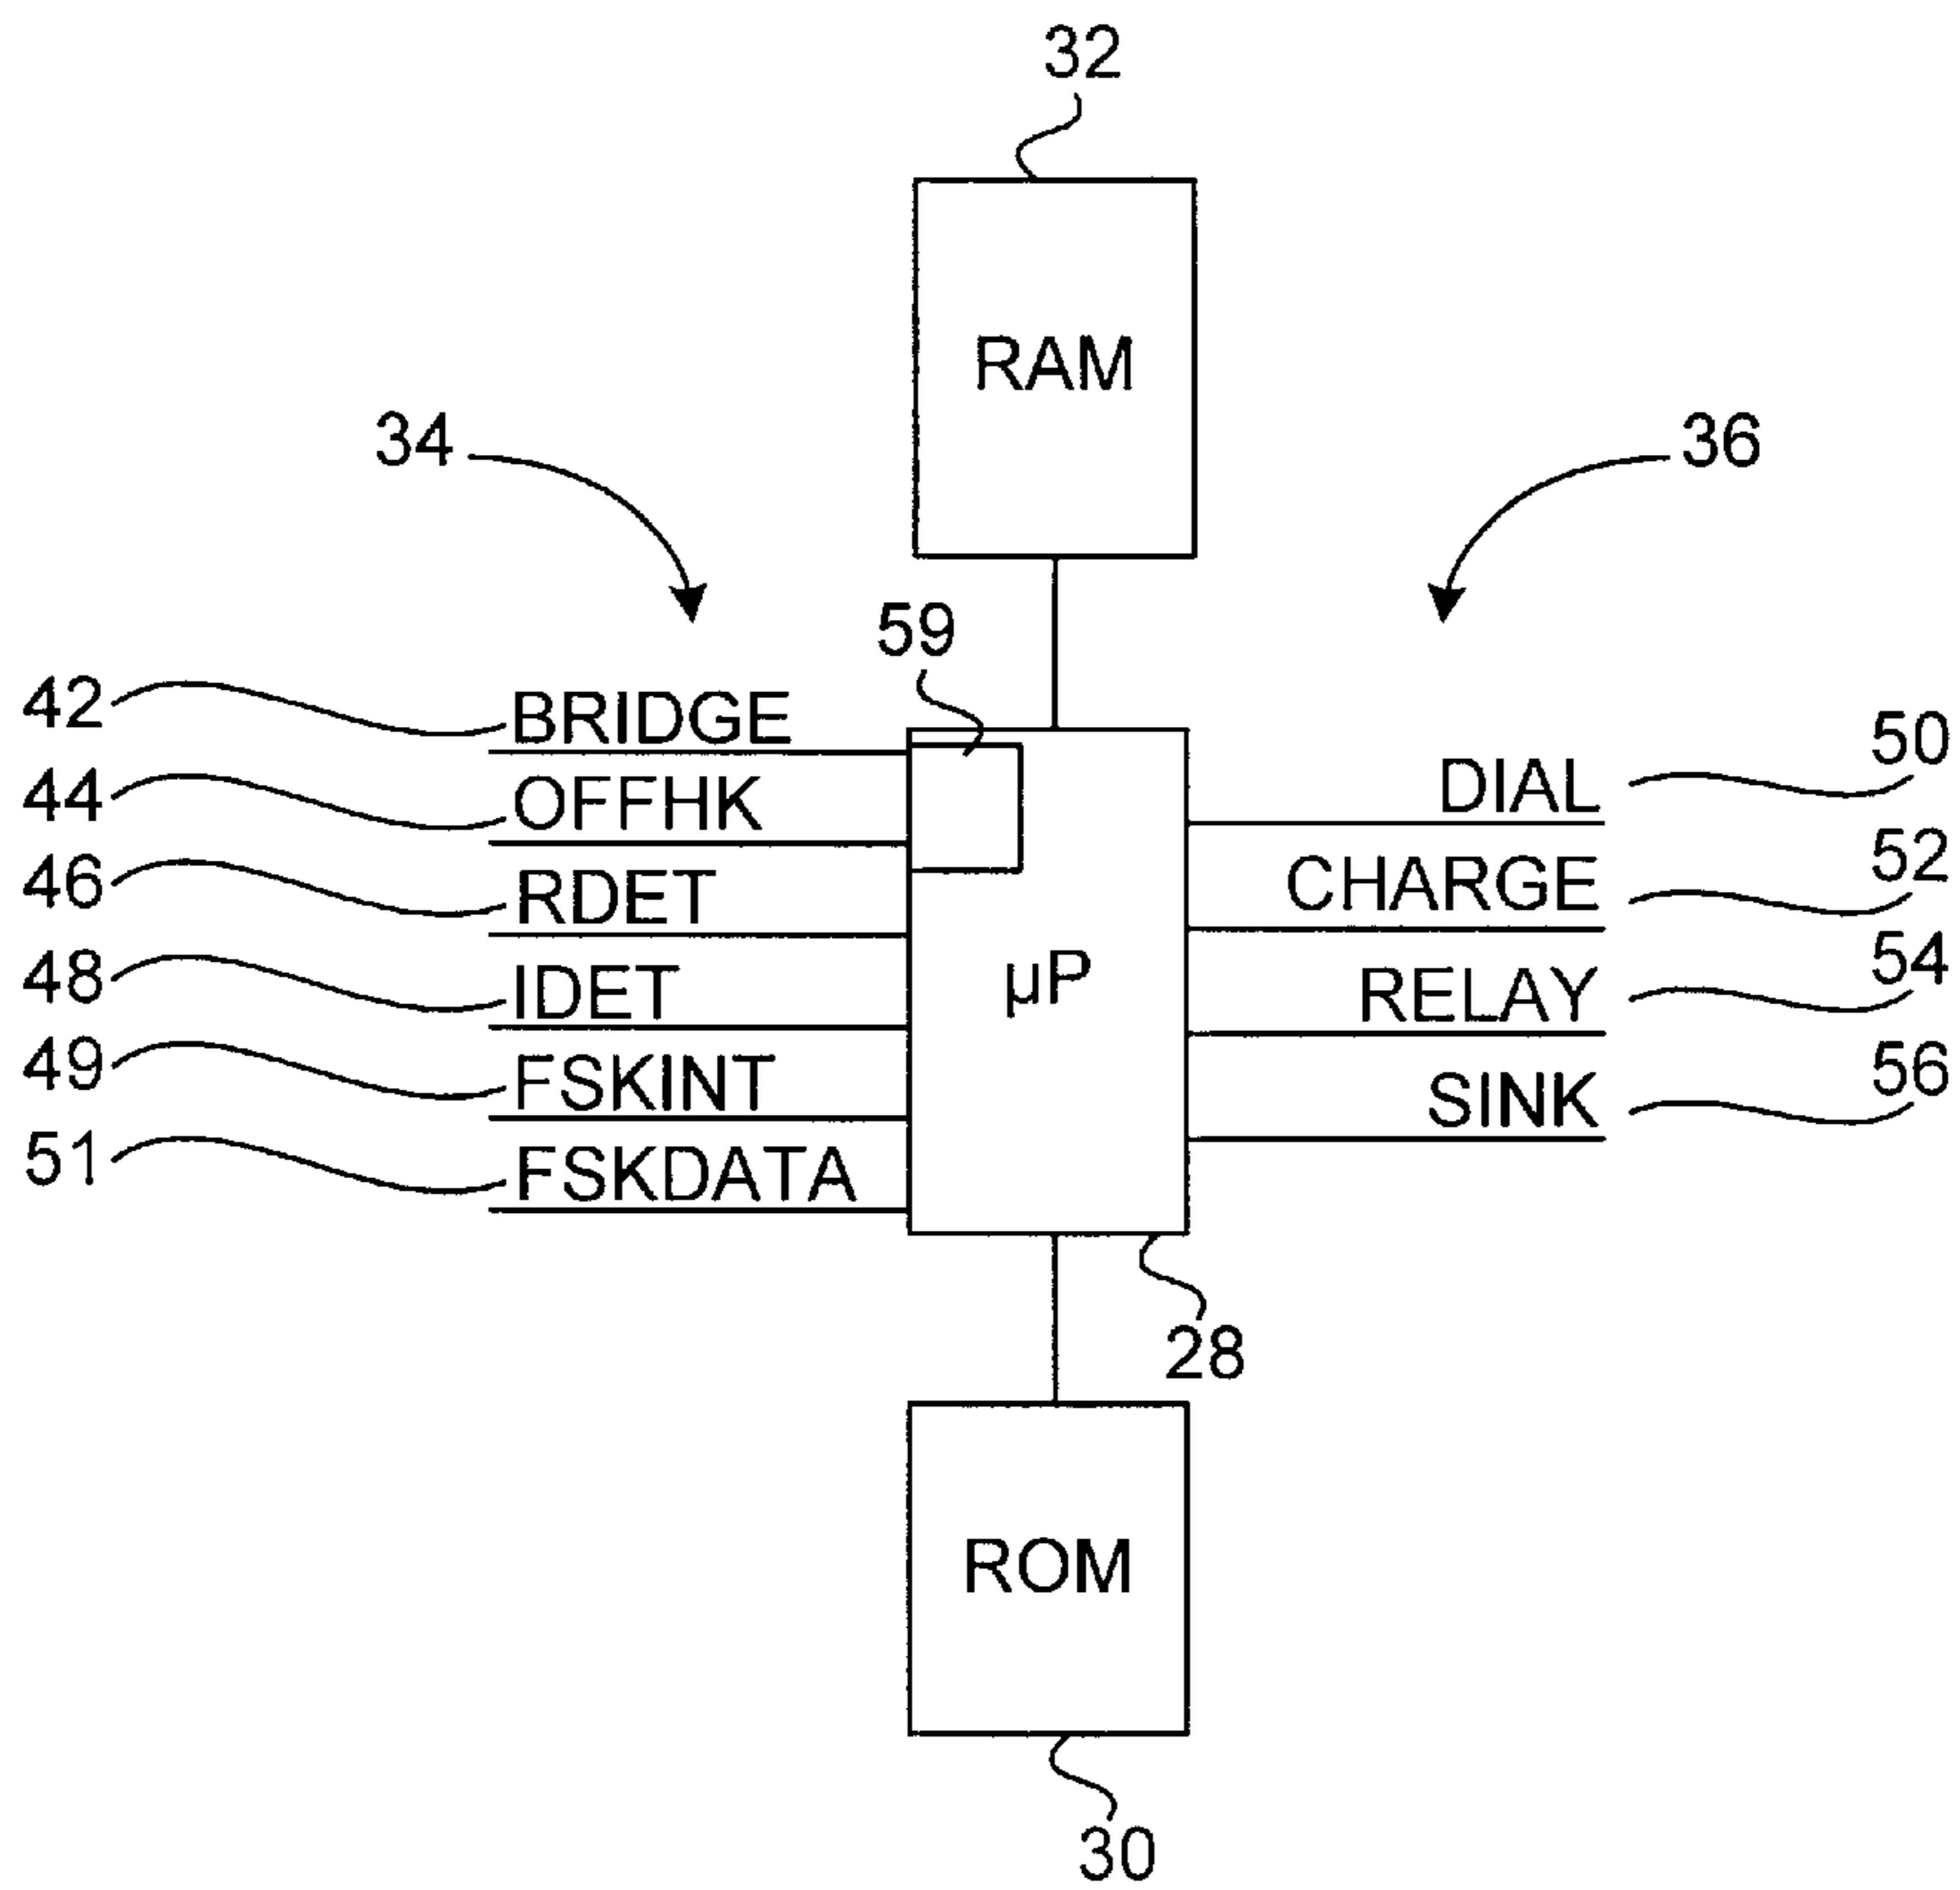 32
RAM
34
36
59
42 BRIDGE
44 OFFHK
46 RDET
48 IDET
49 FSKINT
51 FSKDATA
µP
DIAL 50
CHARGE 52
RELAY 54
SINK 56
28
ROM
30